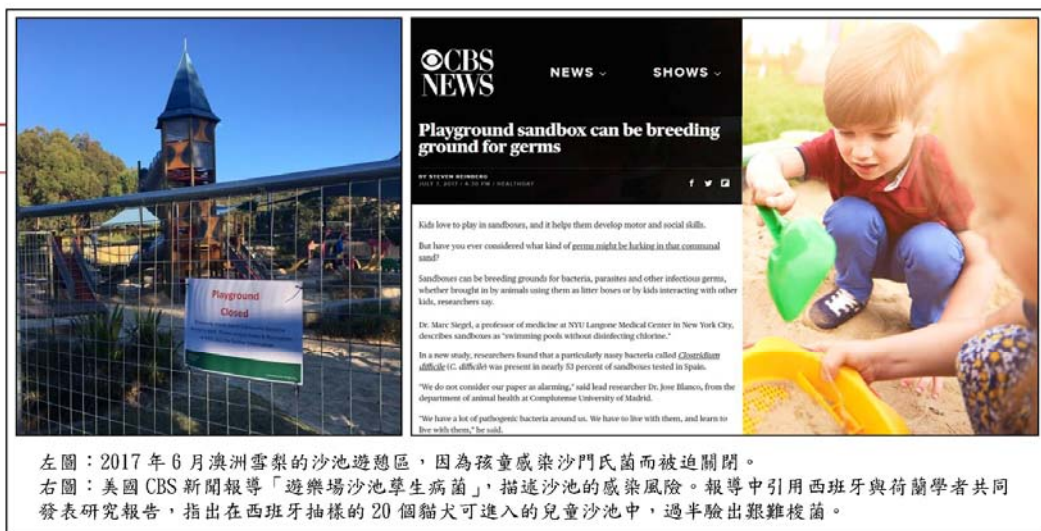 Playground
Closed
CBS
NEWS
NEWS
SHOWS
Playground sandbox can be breeding
ground for germs
BY STEVEN REINBERG
JULY 7, 2017 / 4:30 PM / HEALTHDAY
Kids love to play in sandboxes, and it helps them develop motor and social skills.
But have you ever considered what kind of germs might be lurking in that communal
sand?
Sandboxes can be breeding grounds for bacteria, parasites and other infectious germs,
whether brought in by animals using them as litter boxes or by kids interacting with other
kids, researchers say.
Dr. Marc Siegel, a professor of medicine at NYU Langone Medical Center in New York City,
describes sandboxes as "swimming pools without disinfecting chlorine."
In a new study, researchers found that a particularly nasty bacteria called Clostridium
difficile (C. difficile) was present in nearly 53 percent of sandboxes tested in Spain.
"We do not consider our paper as alarming," said lead researcher Dr. Jose Blanco, from the
department of animal health at Complutense University of Madrid.
"We have a lot of pathogenic bacteria around us. We have to live with them, and learn to
live with them," he said.
左圖：2017 年 6 月澳洲雪梨的沙池遊憩區，因為孩童感染沙門氏菌而被迫關閉。
右圖：美國 CBS 新聞報導「遊樂場沙池孳生病菌」，描述沙池的感染風險。報導中引用西班牙與荷蘭學者共同
發表研究報告，指出在西班牙抽樣的 20 個貓犬可進入的兒童沙池中，過半驗出艱難梭菌。